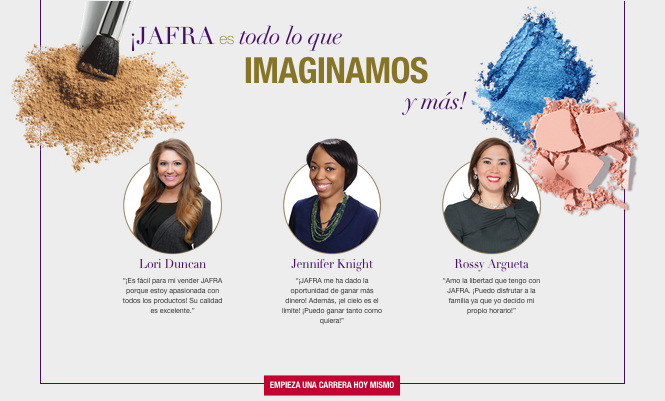 ¡JAFRA es todo lo que
IMAGINAMOS
y más!
Lori Duncan
"¡Es fácil para mi vender JAFRA
porque estoy apasionada con
todos los productos! Su calidad
es excelente."
Jennifer Knight
"¡JAFRA me ha dado la
oportunidad de ganar más
dinero! Además, ¡el cielo es el
límite! ¡Puedo ganar tanto como
quiera!"
Rossy Argueta
"Amo la libertad que tengo con
JAFRA. ¡Puedo disfrutar a la
familia ya que yo decido mi
propio horario!"
EMPIEZA UNA CARRERA HOY MISMO